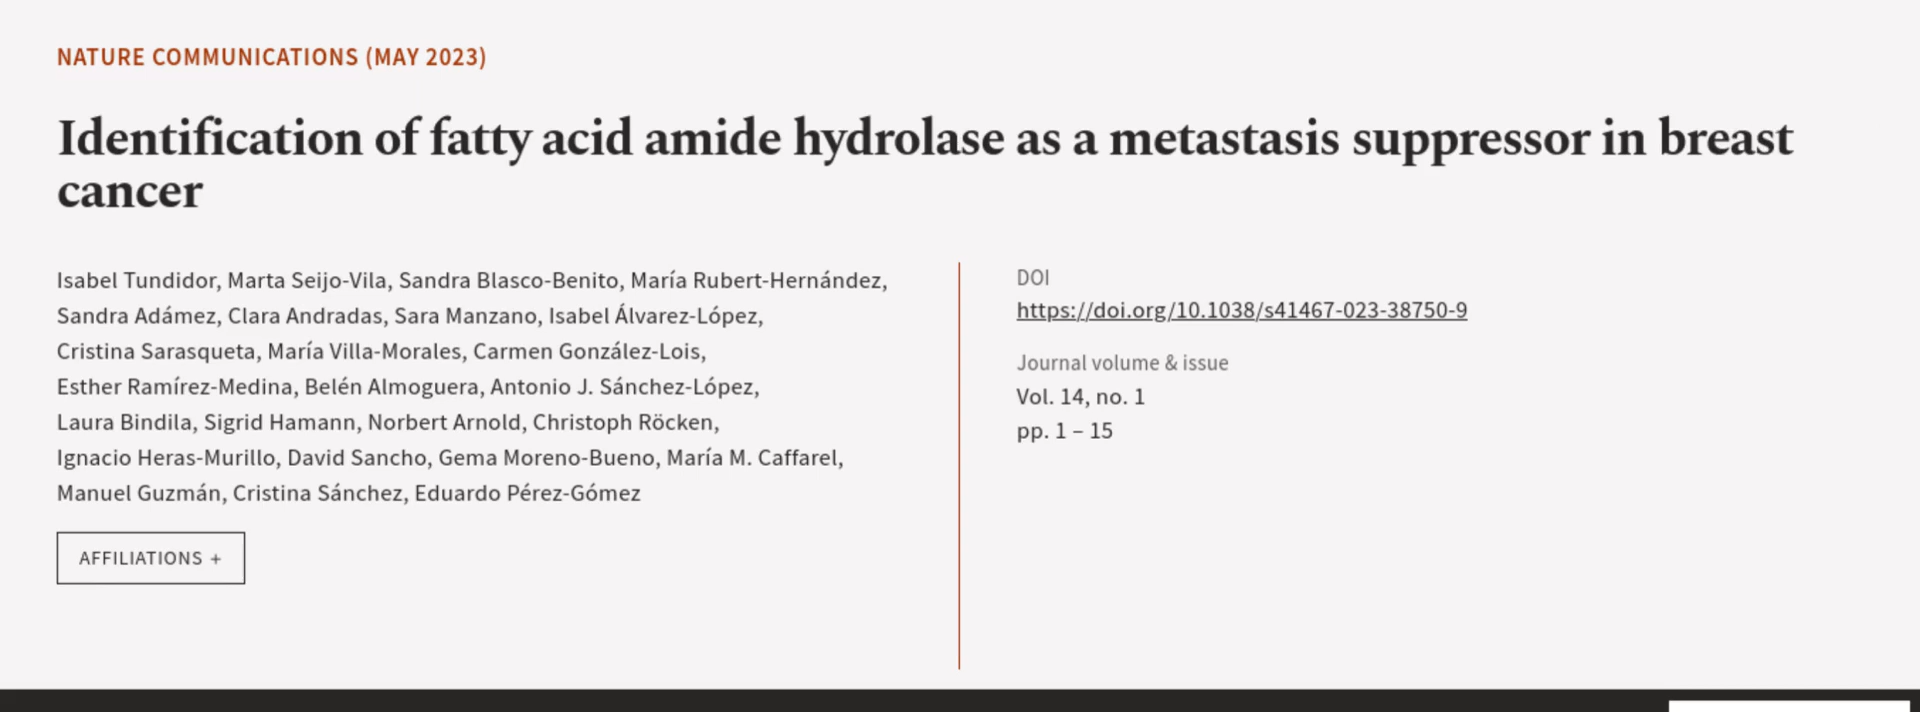 NATURE COMMUNICATIONS (MAY 2023)
Identification of fatty acid amide hydrolase as a metastasis suppressor in breast
cancer
Isabel Tundidor, Marta Seijo-Vila, Sandra Blasco-Benito, María Rubert-Hernández,
Sandra Adámez, Clara Andradas, Sara Manzano, Isabel Álvarez-López,
Cristina Sarasqueta, María Villa-Morales, Carmen González-Lois,
Esther Ramírez-Medina, Belén Almoguera, Antonio J. Sánchez-López,
Laura Bindila, Sigrid Hamann, Norbert Arnold, Christoph Röcken,
Ignacio Heras-Murillo, David Sancho, Gema Moreno-Bueno, María M. Caffarel,
Manuel Guzmán, Cristina Sánchez, Eduardo Pérez-Gómez
AFFILIATIONS +
DOI
https://doi.org/10.1038/s41467-023-38750-9
Journal volume & issue
Vol. 14, no. 1
pp. 1 – 15